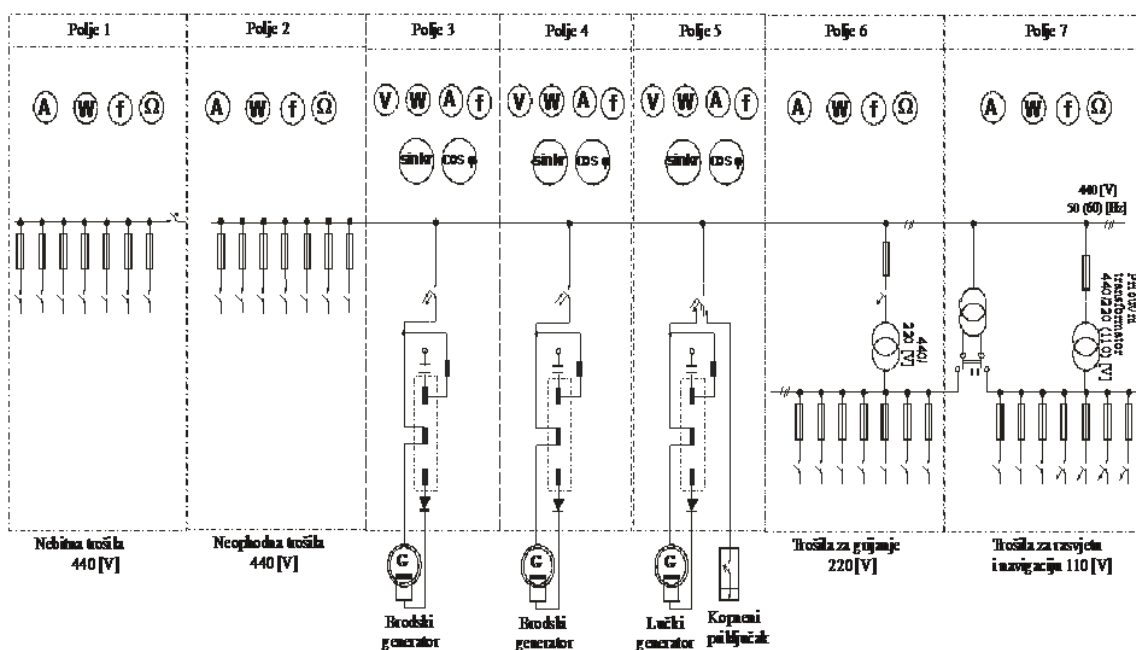 Polje 1
Polje 2
Polje 3
Polje 4
Polje 5
Polje 6
Polje 7
A W f Ω
A W f Ω
V W A f
V W A f
V W A f
A W f Ω
A W f Ω
sinkr cos φ
sinkr cos φ
sinkr cos φ
440 [V]
50 (60) [Hz]
440/
220 [V]
transformator
440/220 (110) [V]
Nebitna trošila
440 [V]
Neophodna trošila
440 [V]
G
Brodski
generator
G
Brodski
generator
G
Lučki
generator
Kopneni
priključak
Trošila za grijanje
220 [V]
Trošila za rasvjetu
i navigaciju 110 [V]